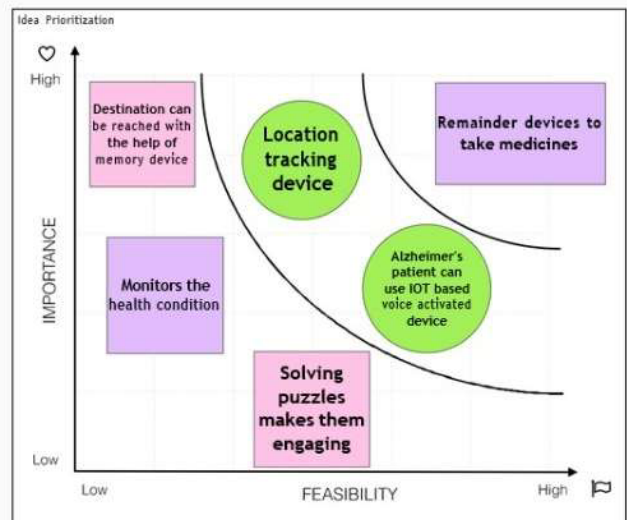 Idea Prioritization
High
Destination can
be reached with
the help of
memory device
Location
tracking
device
Remainder devices to
take medicines
IMPORTANCE
Monitors the
health condition
Alzheimer's
patient can
use IOT based
voice activated
device
Solving
puzzles
makes them
engaging
Low
Low
FEASIBILITY
High